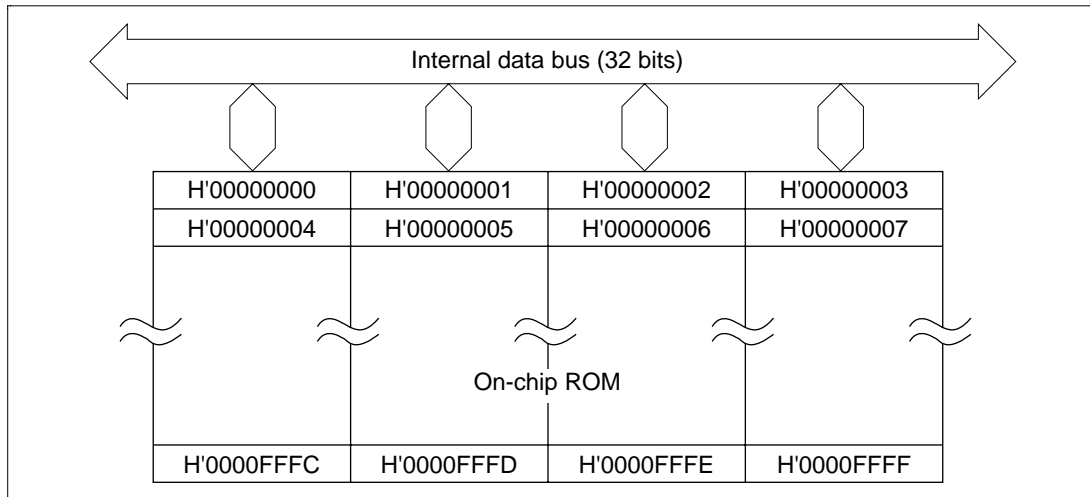 Internal data bus (32 bits)
H'00000000 H'00000001 H'00000002 H'00000003
H'00000004 H'00000005 H'00000006 H'00000007
On-chip ROM
H'0000FFFC H'0000FFFD H'0000FFFE H'0000FFFF